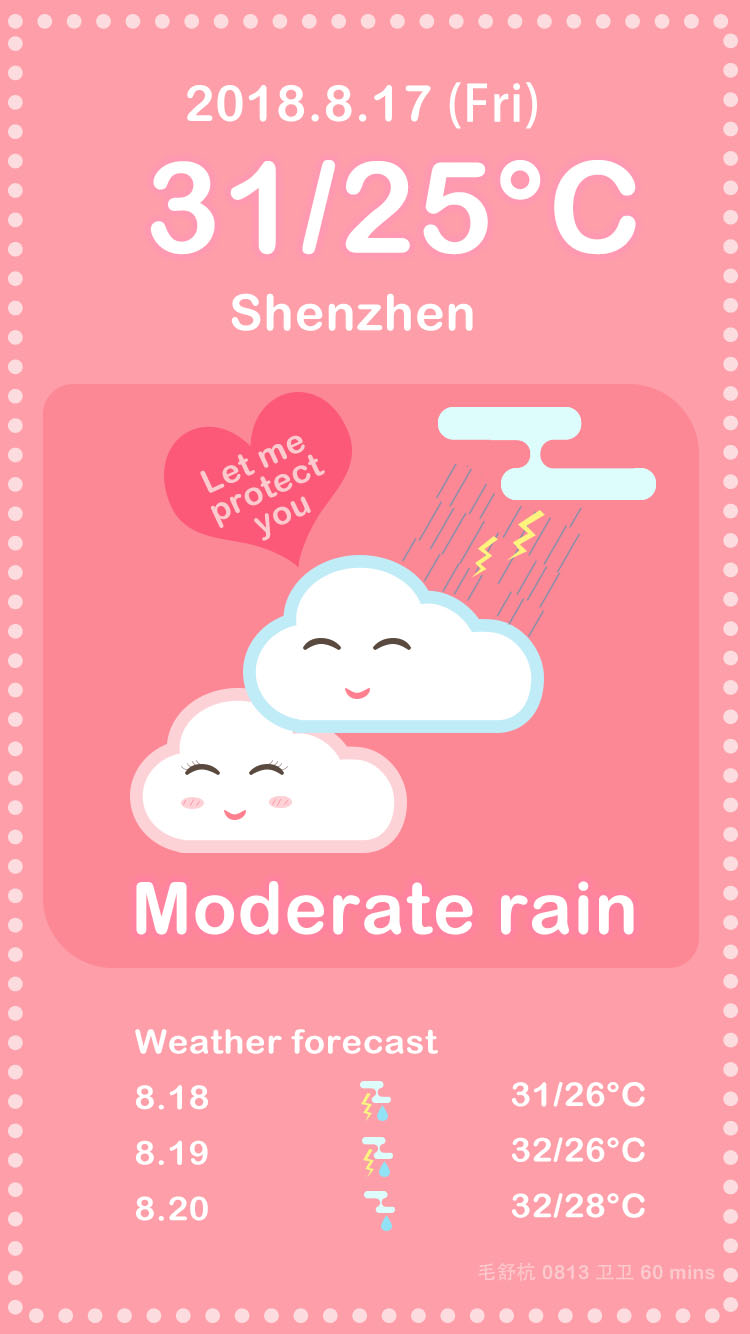 2018.8.17 (Fri)
31/25°C
Shenzhen
Let me
protect
you
Moderate rain
Weather forecast
8.18 31/26°C
8.19 32/26°C
8.20 32/28°C
毛舒杭 0813 卫卫 60 mins